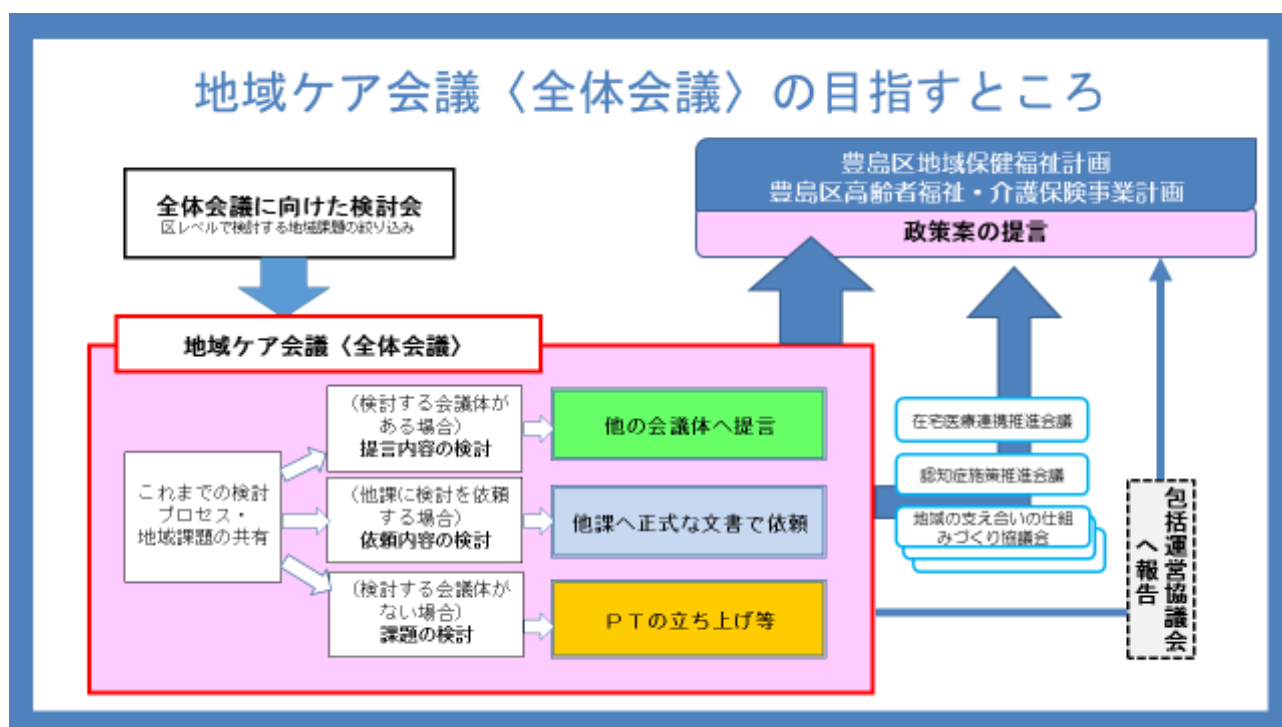 地域ケア会議〈全体会議〉の目指すところ
豊島区地域保健福祉計画
豊島区高齢者福祉・介護保険事業計画
政策案の提言
全体会議に向けた検討会
区レベルで検討する地域課題の絞り込み
地域ケア会議〈全体会議〉
これまでの検討
プロセス・
地域課題の共有
（検討する会議体が
ある場合）
提言内容の検討
他の会議体へ提言
（他課に検討を依頼
する場合）
依頼内容の検討
他課へ正式な文書で依頼
（検討する会議体が
ない場合）
課題の検討
ＰＴの立ち上げ等
在宅医療連携推進会議
認知症施策推進会議
地域の支え合いの仕組
みづくり協議会
包括運営協議会
へ報告